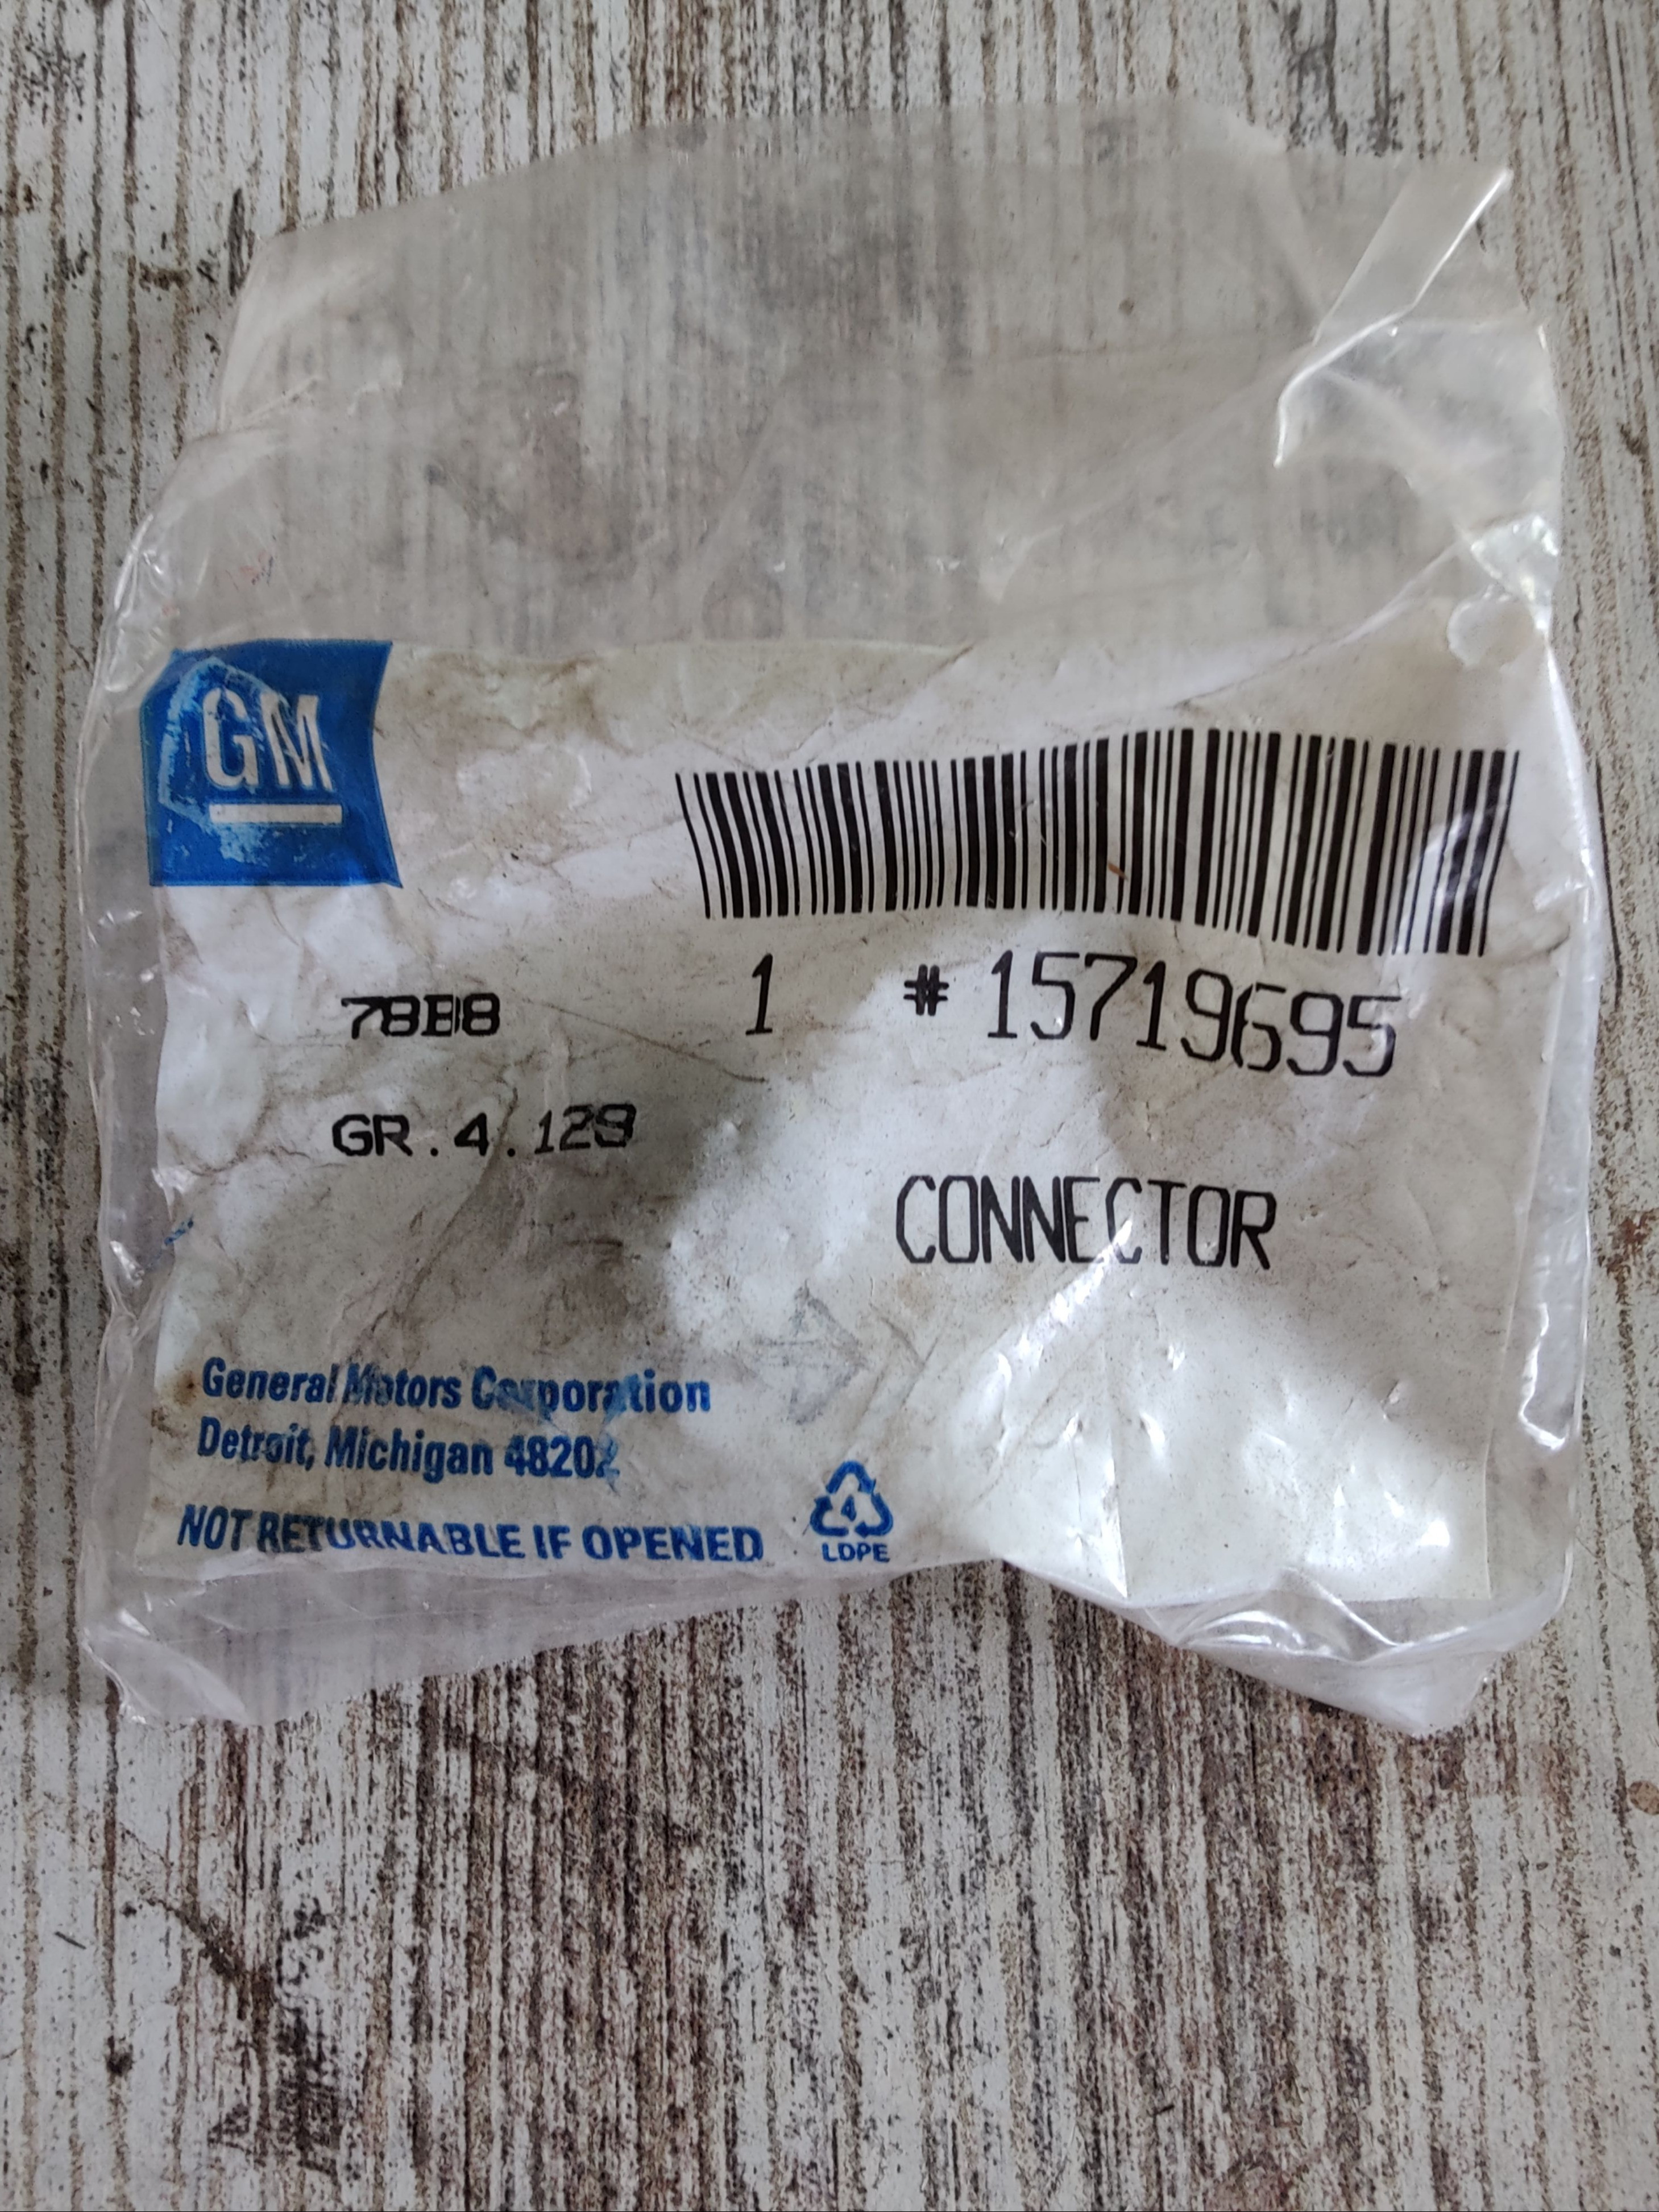 GM
1 # 15719695
78B8
GR.4.129
CONNECTOR
General Motors Corporation
Detroit, Michigan 48202
NOT RETURNABLE IF OPENED
4
LDPE